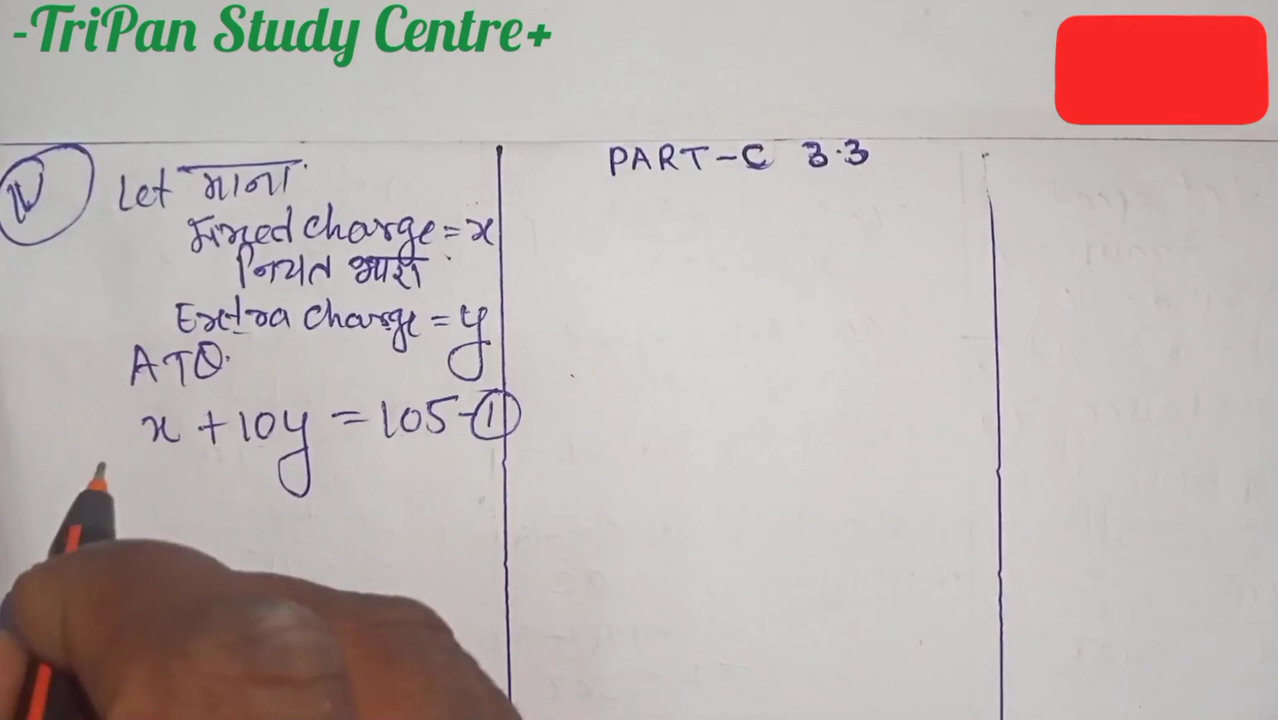 -TriPan Study Centre+
PART-C 3.3
IV Let माना
Fixed charge = x
नियत भाड़ा
Extra charge = y
ATQ.
x + 10y = 105 -①